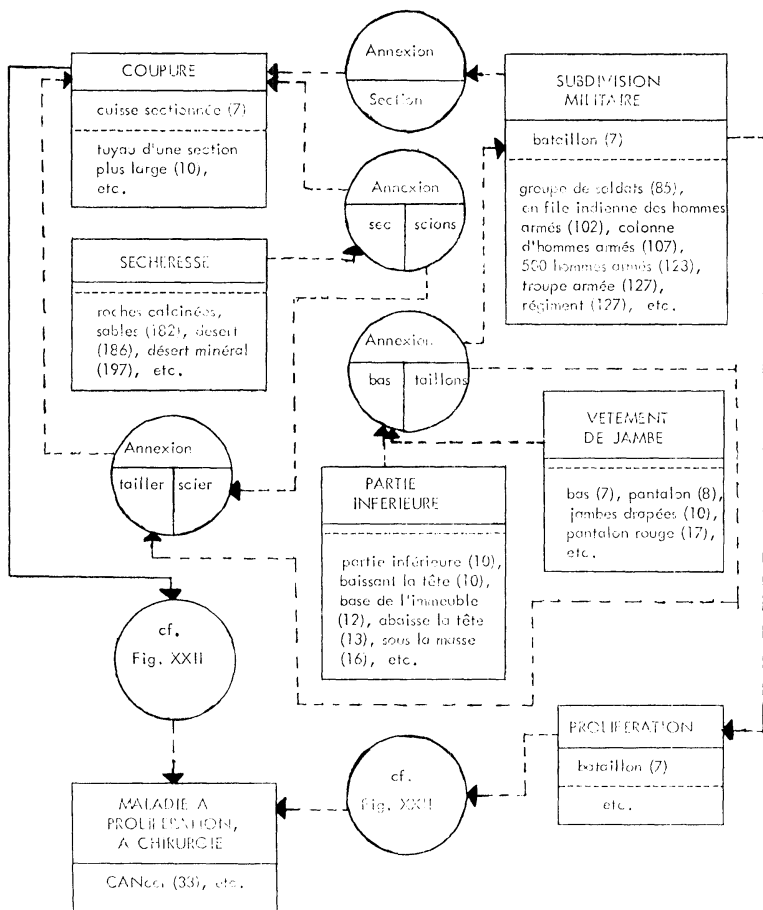 COUPURE
cuisse sectionnée (7)
tuyau d'une section
plus large (10),
etc.
Annexion
Section
SUBDIVISION
MILITAIRE
bataillon (7)
groupe de soldats (85),
en file indienne des hommes
armés (102), colonne
d'hommes armés (107),
500 hommes armés (123),
troupe armée (127),
régiment (127), etc.
Annexion
sec
scions
SECHERESSE
roches calcinées,
sables (182), désert
(186), désert minéral
(197), etc.
Annexion
bas
taillons
VETEMENT
DE JAMBE
bas (7), pantalon (8),
jambes drapées (10),
pantalon rouge (17),
etc.
Annexion
tailler
scier
PARTIE
INFERIEURE
partie inférieure (10),
baissant la tête (10),
base de l'immeuble
(12), abaisse la tête
(13), sous la masse
(16), etc.
cf.
Fig. XXII
PROLIFERATION
bataillon (7)
etc.
cf.
Fig. XXII
MALADIE A
PROLIFERATION,
A CHIRURGIE
CANcer (33), etc.